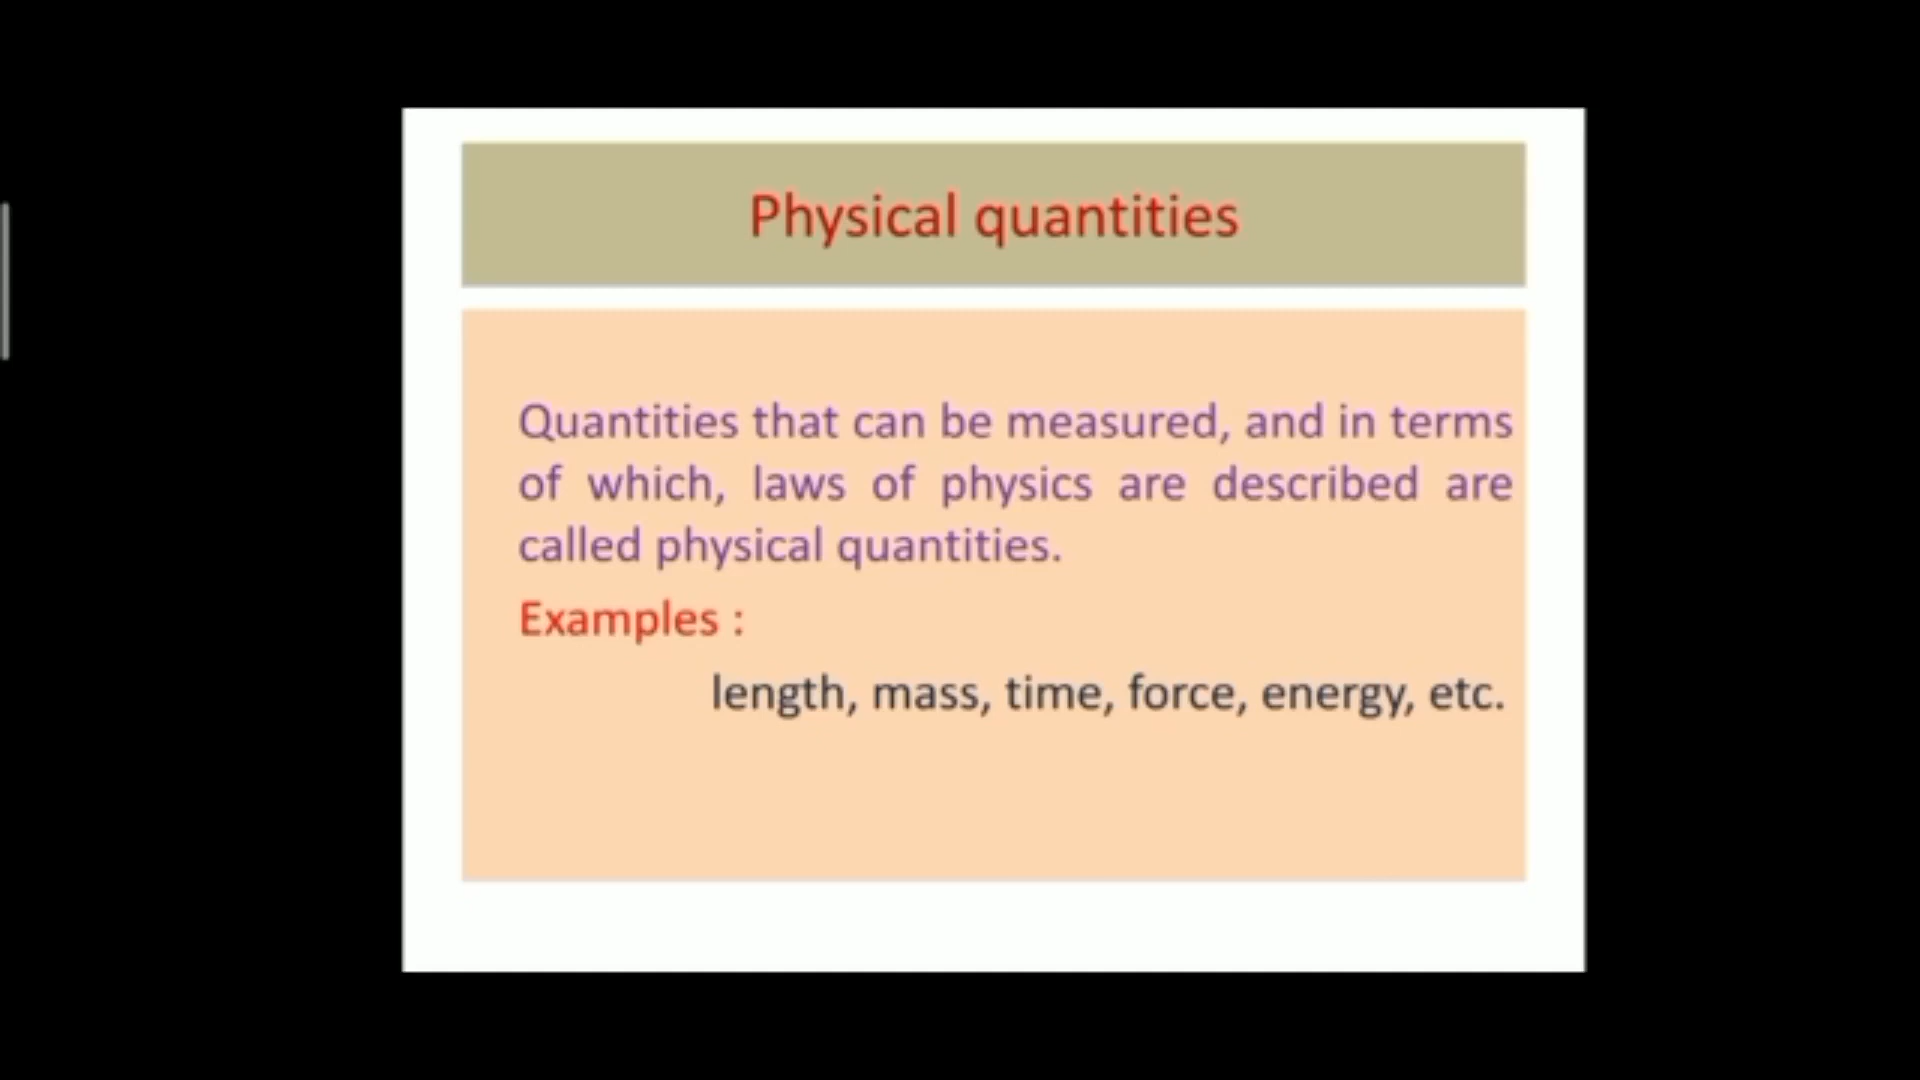 Physical quantities
Quantities that can be measured, and in terms
of which, laws of physics are described are
called physical quantities.
Examples :
length, mass, time, force, energy, etc.